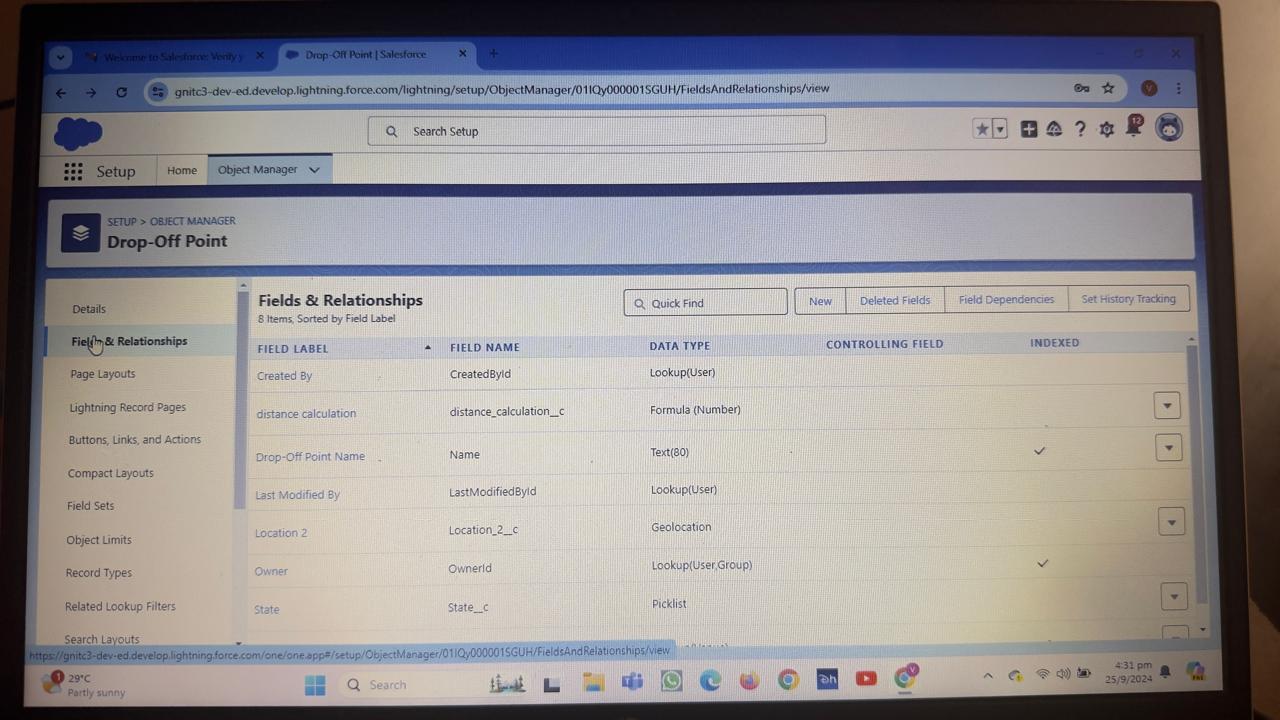 Welcome to Salesforce: Verify y
Drop-Off Point | Salesforce
gnitc3-dev-ed.develop.lightning.force.com/lightning/setup/ObjectManager/01IQy000001SGUH/FieldsAndRelationships/view
V
Search Setup
12
Setup
Home
Object Manager
SETUP > OBJECT MANAGER
Drop-Off Point
Details
Fields & Relationships
Page Layouts
Lightning Record Pages
Buttons, Links, and Actions
Compact Layouts
Field Sets
Object Limits
Record Types
Related Lookup Filters
Search Layouts
Fields & Relationships
8 Items, Sorted by Field Label
Quick Find
New
Deleted Fields
Field Dependencies
Set History Tracking
FIELD LABEL FIELD NAME DATA TYPE CONTROLLING FIELD INDEXED
Created By CreatedById Lookup(User)
distance calculation distance_calculation__c Formula (Number)
Drop-Off Point Name Name Text(80)
Last Modified By LastModifiedById Lookup(User)
Location 2 Location_2__c Geolocation
Owner OwnerId Lookup(User,Group)
State State__c Picklist
https://gnitc3-dev-ed.develop.lightning.force.com/one/one.app#/setup/ObjectManager/01IQy000001SGUH/FieldsAndRelationships/view
1
29°C
Partly sunny
Search
Dh
V
4:31 pm
25/9/2024